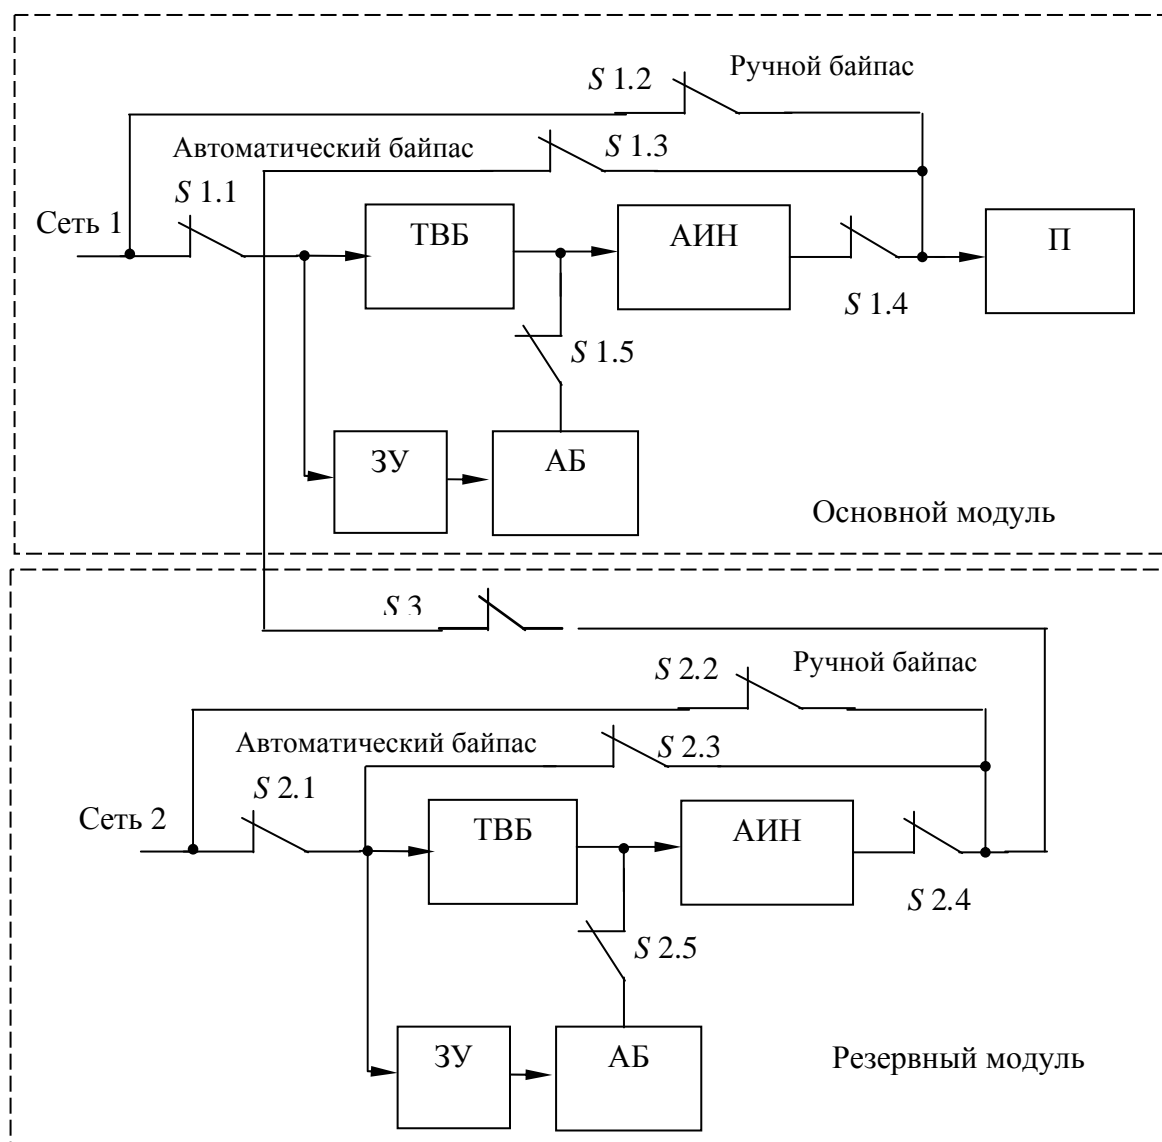 Ручной байпас
S 1.2
Автоматический байпас
S 1.3
S 1.1
Сеть 1
ТВБ
АИН
П
S 1.4
S 1.5
ЗУ
АБ
Основной модуль
S 3
Ручной байпас
S 2.2
Автоматический байпас
S 2.3
S 2.1
Сеть 2
ТВБ
АИН
S 2.4
S 2.5
ЗУ
АБ
Резервный модуль